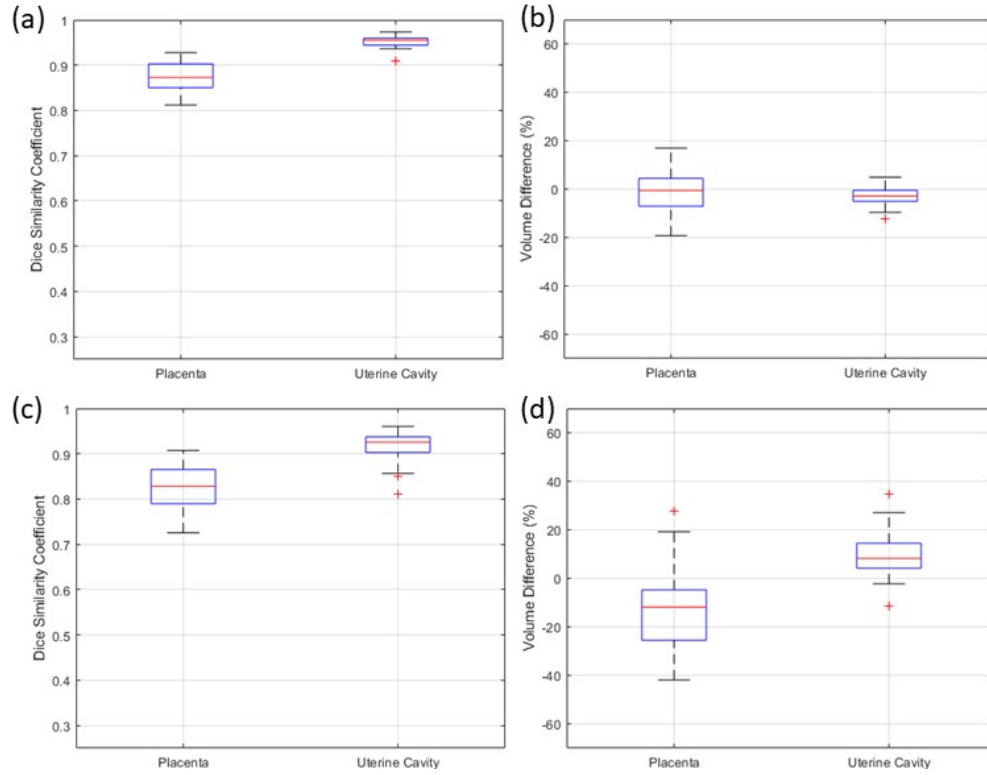 (a)
Dice Similarity Coefficient
1
0.9
0.8
0.7
0.6
0.5
0.4
0.3
Placenta Uterine Cavity
(b)
Volume Difference (%)
60
40
20
0
-20
-40
-60
Placenta Uterine Cavity
(c)
Dice Similarity Coefficient
1
0.9
0.8
0.7
0.6
0.5
0.4
0.3
Placenta Uterine Cavity
(d)
Volume Difference (%)
60
40
20
0
-20
-40
-60
Placenta Uterine Cavity